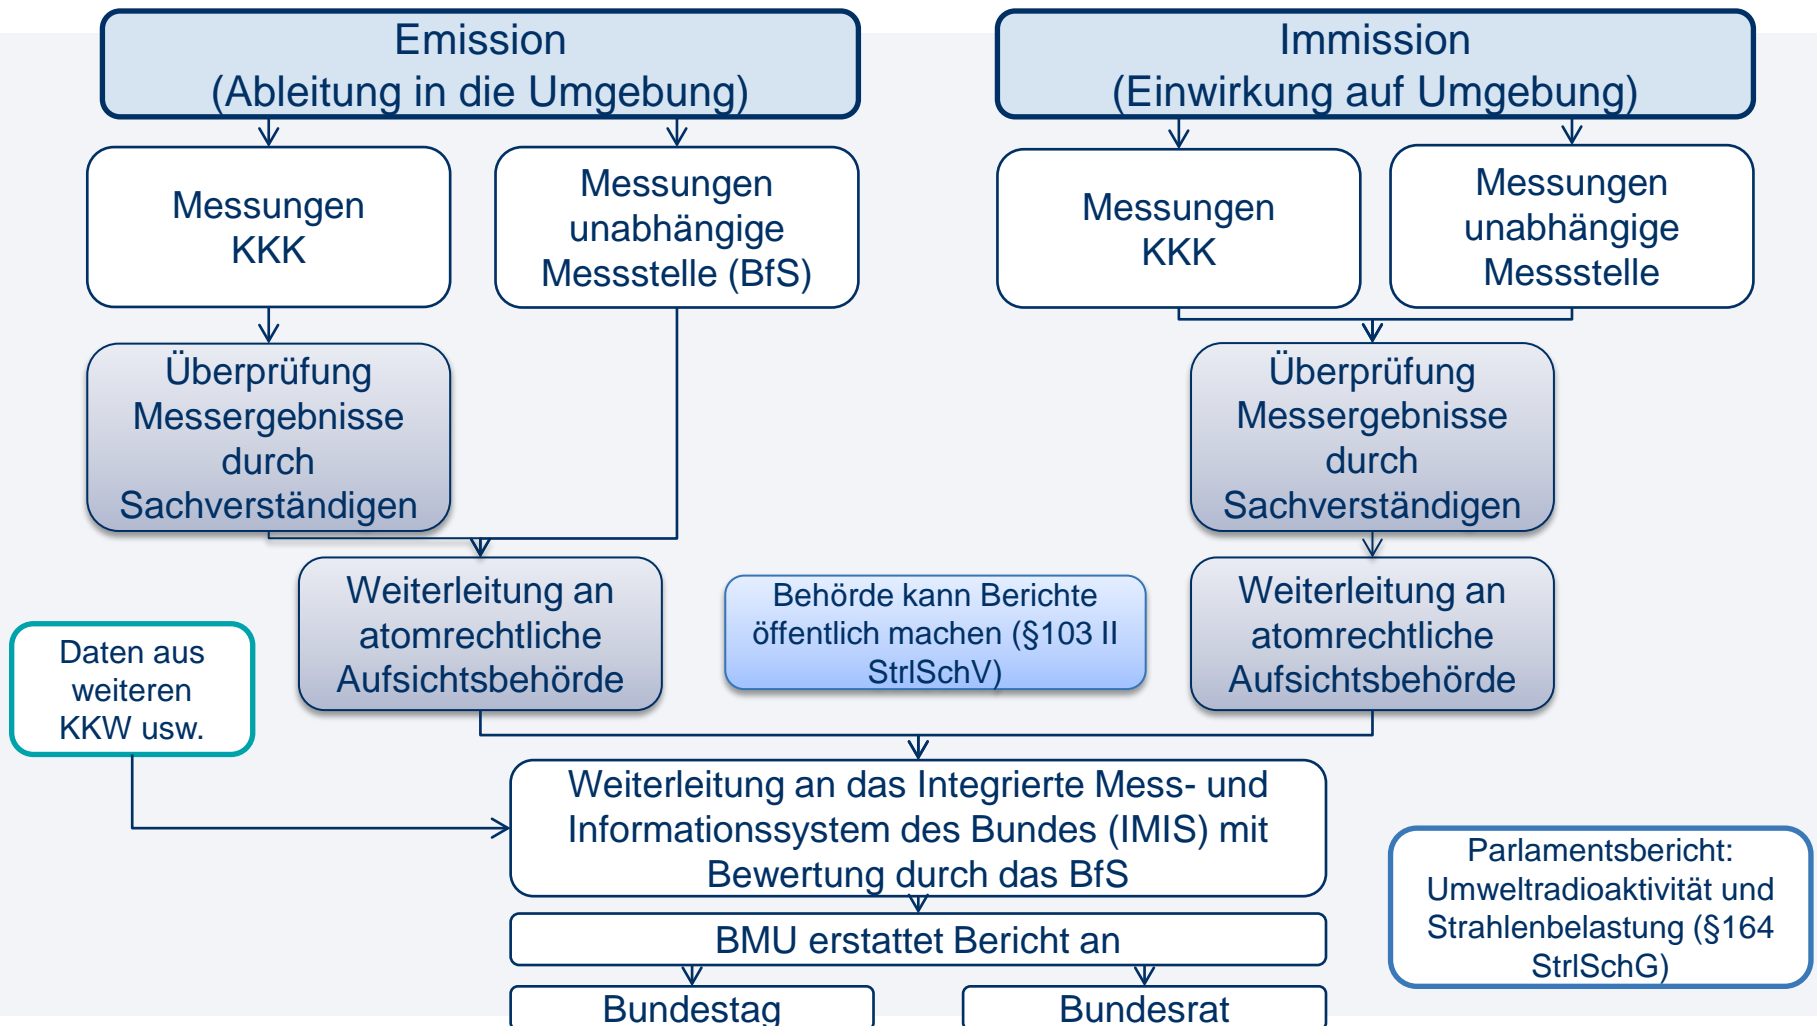 Emission
(Ableitung in die Umgebung)
Immission
(Einwirkung auf Umgebung)
Messungen
KKK
Messungen
unabhängige
Messstelle (BfS)
Messungen
KKK
Messungen
unabhängige
Messstelle
Überprüfung
Messergebnisse
durch
Sachverständigen
Überprüfung
Messergebnisse
durch
Sachverständigen
Weiterleitung an
atomrechtliche
Aufsichtsbehörde
Behörde kann Berichte
öffentlich machen (§103 II
StrlSchV)
Weiterleitung an
atomrechtliche
Aufsichtsbehörde
Daten aus
weiteren
KKW usw.
Weiterleitung an das Integrierte Mess- und
Informationssystem des Bundes (IMIS) mit
Bewertung durch das BfS
Parlamentsbericht:
Umweltradioaktivität und
Strahlenbelastung (§164
StrlSchG)
BMU erstattet Bericht an
Bundestag
Bundesrat